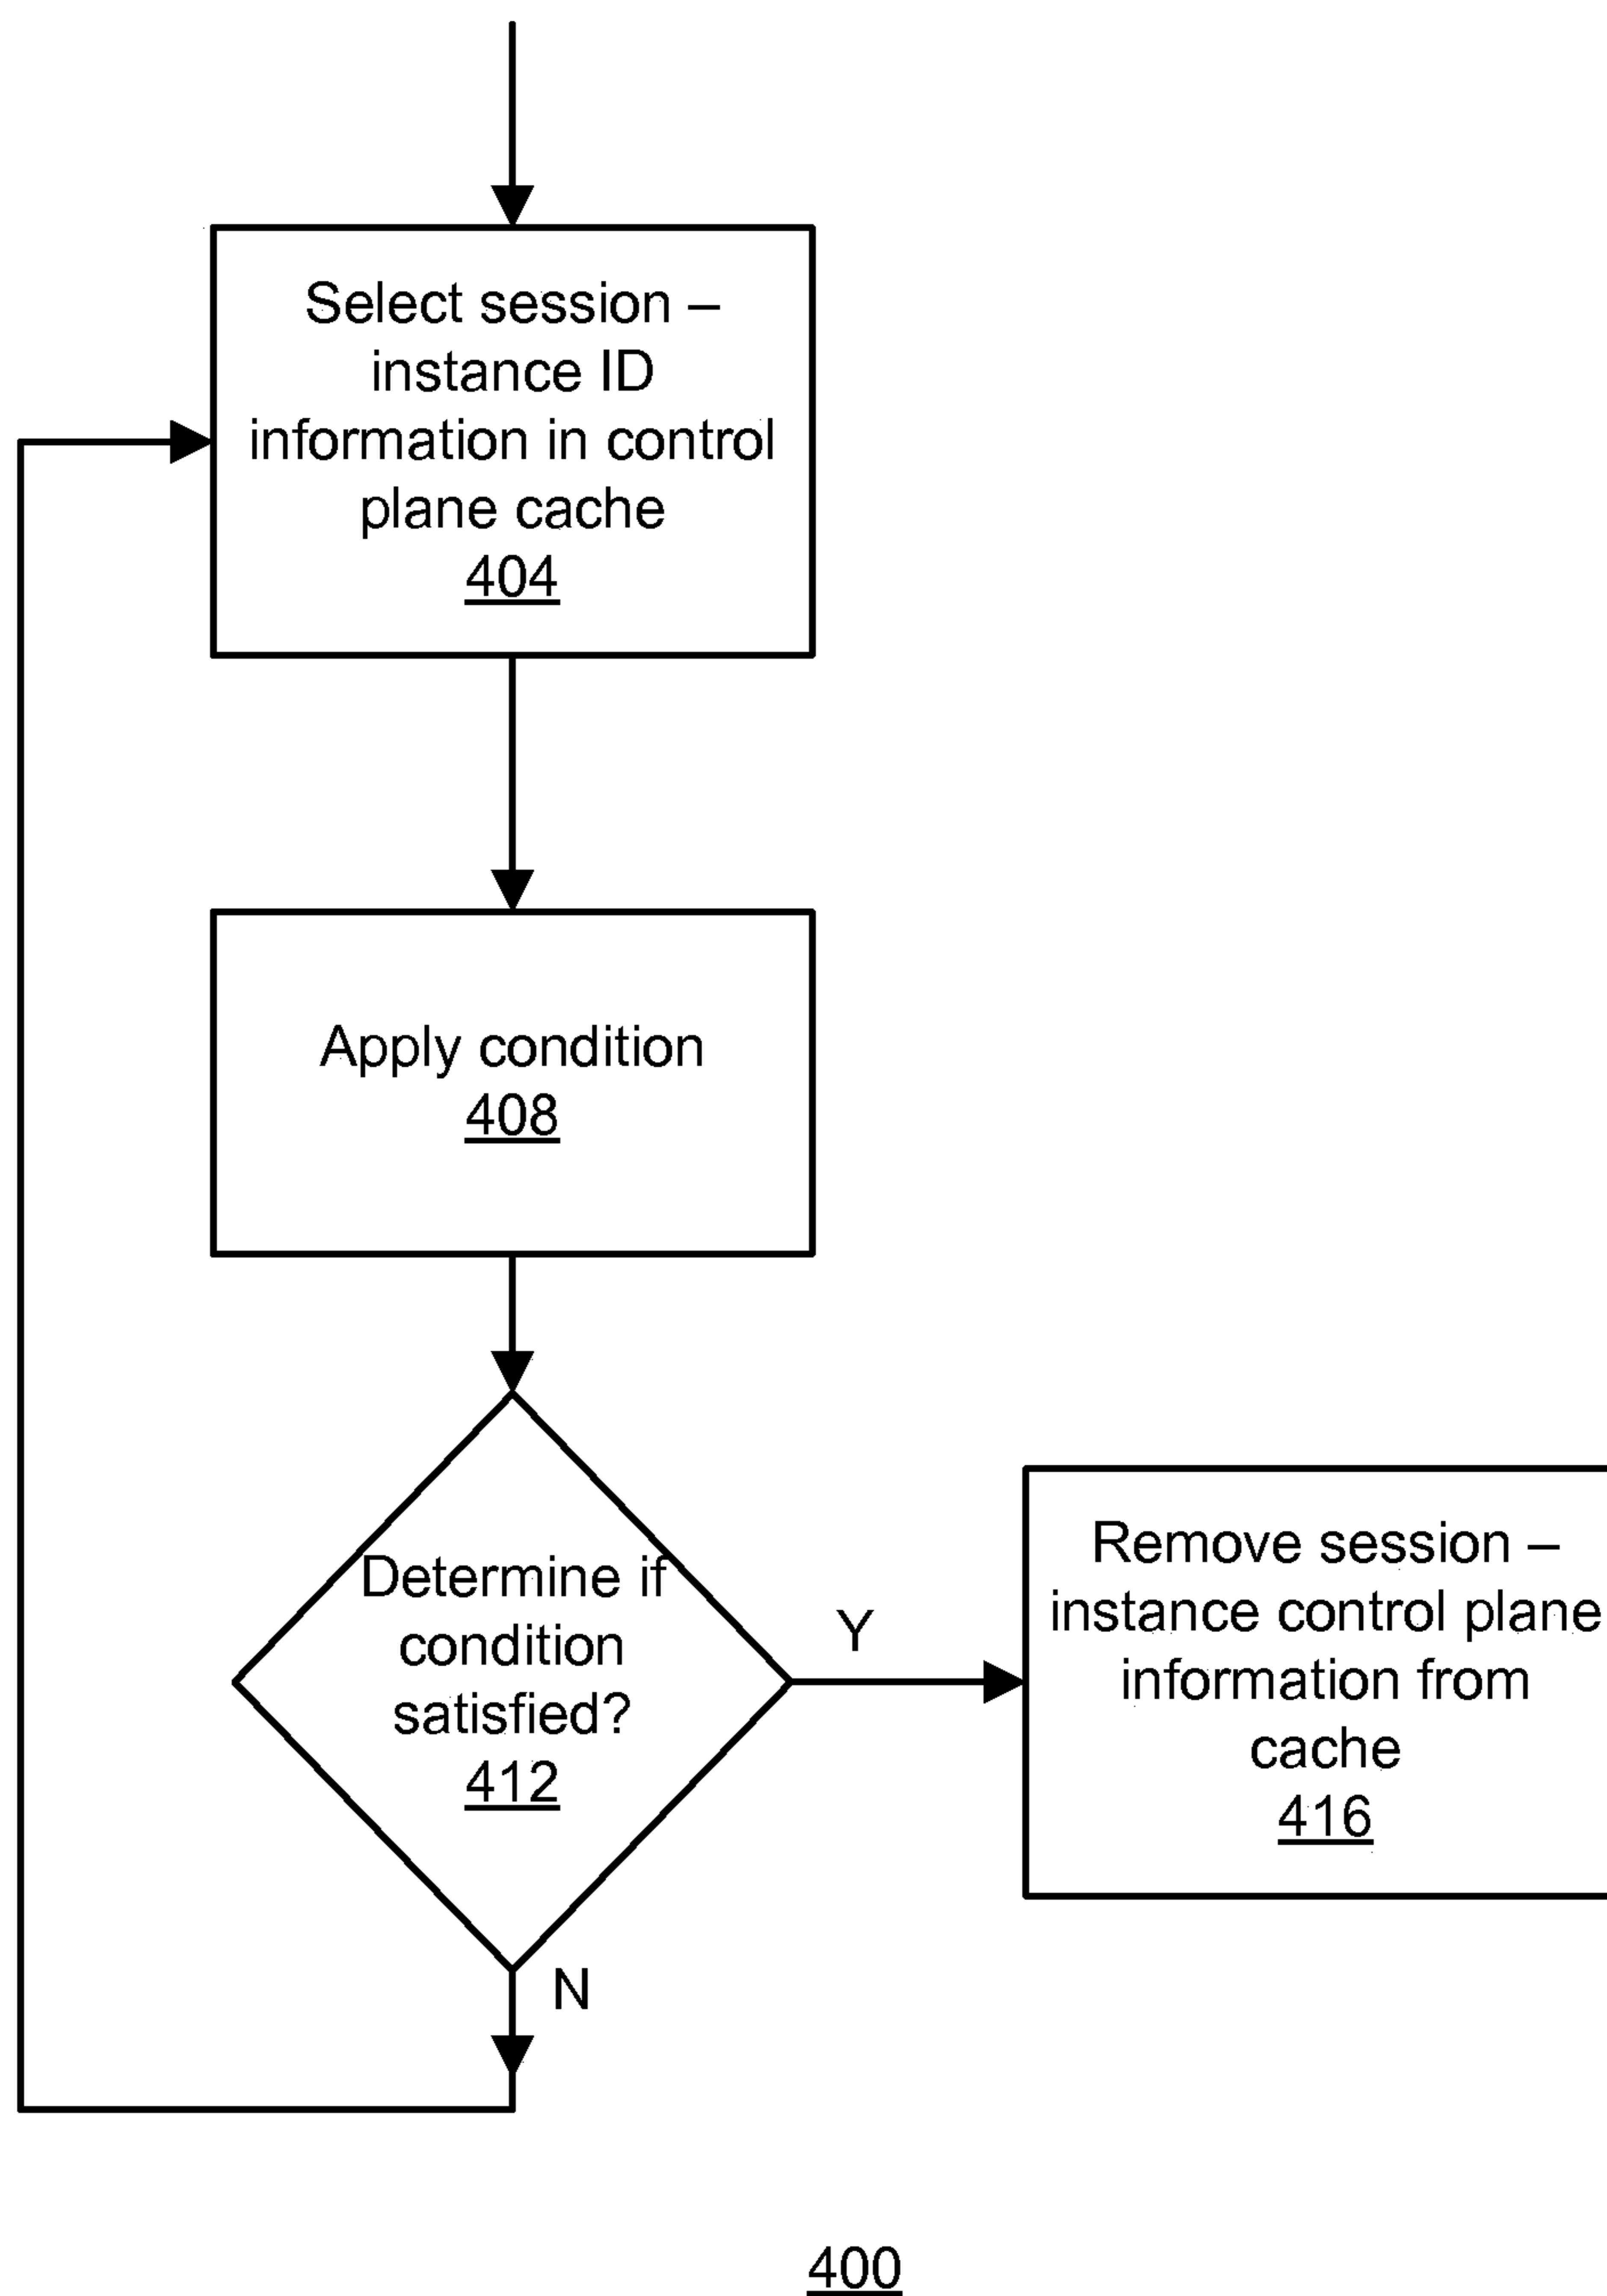 Select session –
instance ID
information in control
plane cache
404
Apply condition
408
Determine if
condition
satisfied?
412
Y
N
Remove session –
instance control plane
information from
cache
416
400